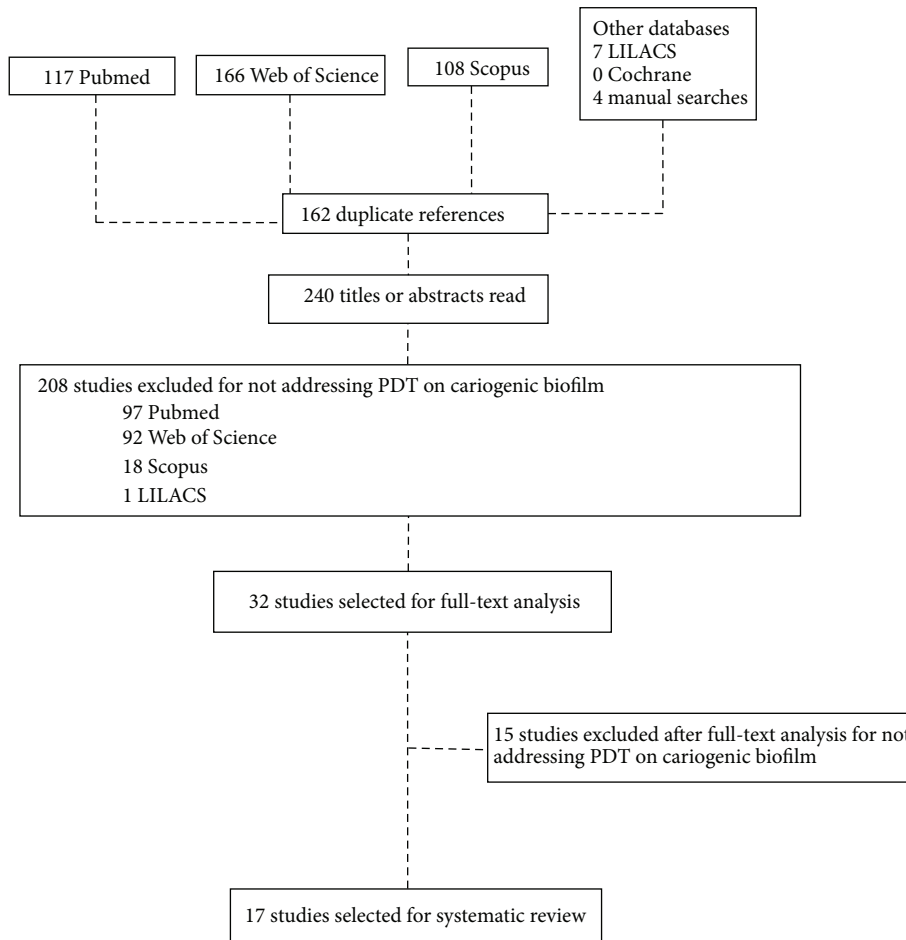 117 Pubmed
166 Web of Science
108 Scopus
Other databases
7 LILACS
0 Cochrane
4 manual searches
162 duplicate references
240 titles or abstracts read
208 studies excluded for not addressing PDT on cariogenic biofilm
97 Pubmed
92 Web of Science
18 Scopus
1 LILACS
32 studies selected for full-text analysis
15 studies excluded after full-text analysis for not
addressing PDT on cariogenic biofilm
17 studies selected for systematic review